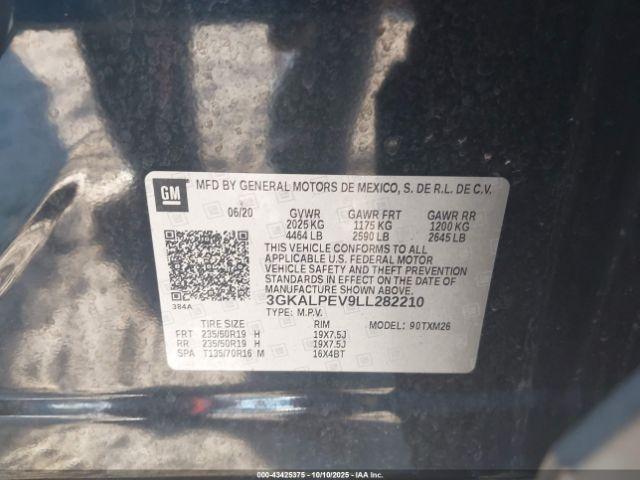 GM
MFD BY GENERAL MOTORS DE MEXICO, S. DE R.L. DE C.V.
06/20 GVWR GAWR FRT GAWR RR
2025 KG 1175 KG 1200 KG
4464 LB 2590 LB 2645 LB
THIS VEHICLE CONFORMS TO ALL
APPLICABLE U.S. FEDERAL MOTOR
VEHICLE SAFETY AND THEFT PREVENTION
STANDARDS IN EFFECT ON THE DATE OF
MANUFACTURE SHOWN ABOVE.
384A
3GKALPEV9LL282210
TYPE: M.P.V.
TIRE SIZE RIM MODEL: 90TXM26
FRT 235/50R19 H 19X7.5J
RR 235/50R19 H 19X7.5J
SPA T135/70R16 M 16X4BT
000-43425375 - 10/10/2025 - IAA Inc.